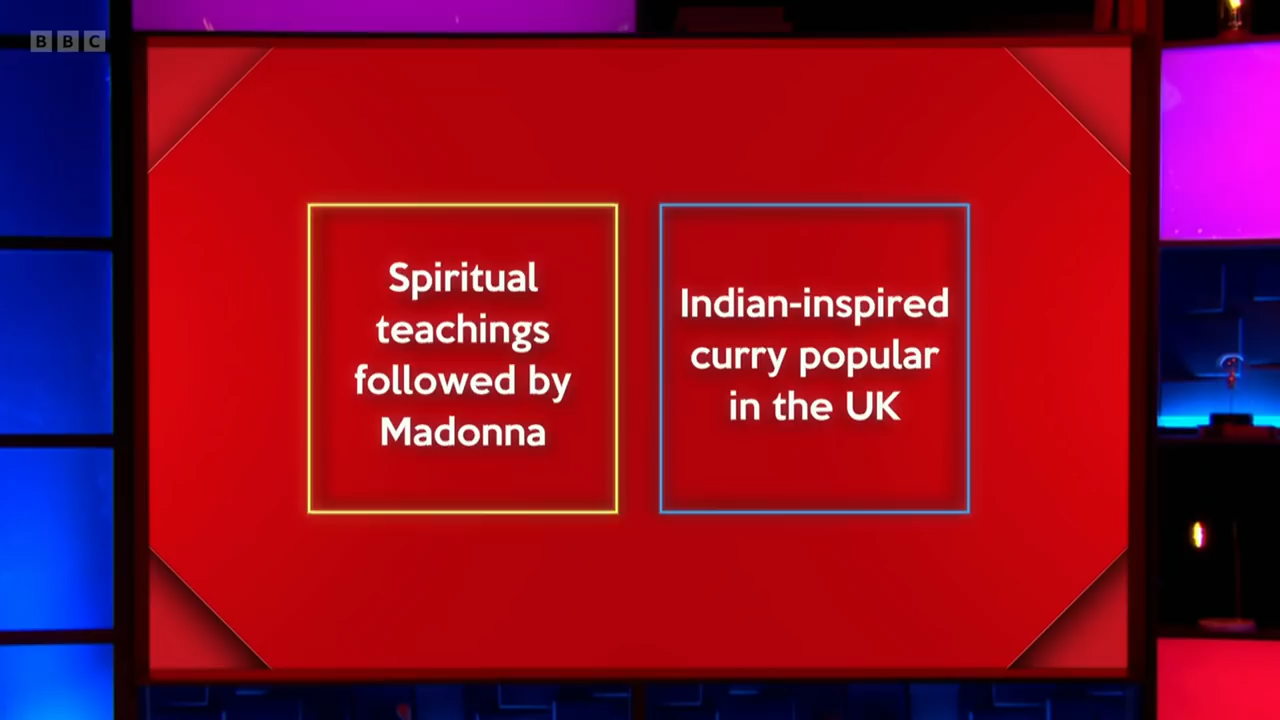 BBC
Spiritual
teachings
followed by
Madonna
Indian-inspired
curry popular
in the UK